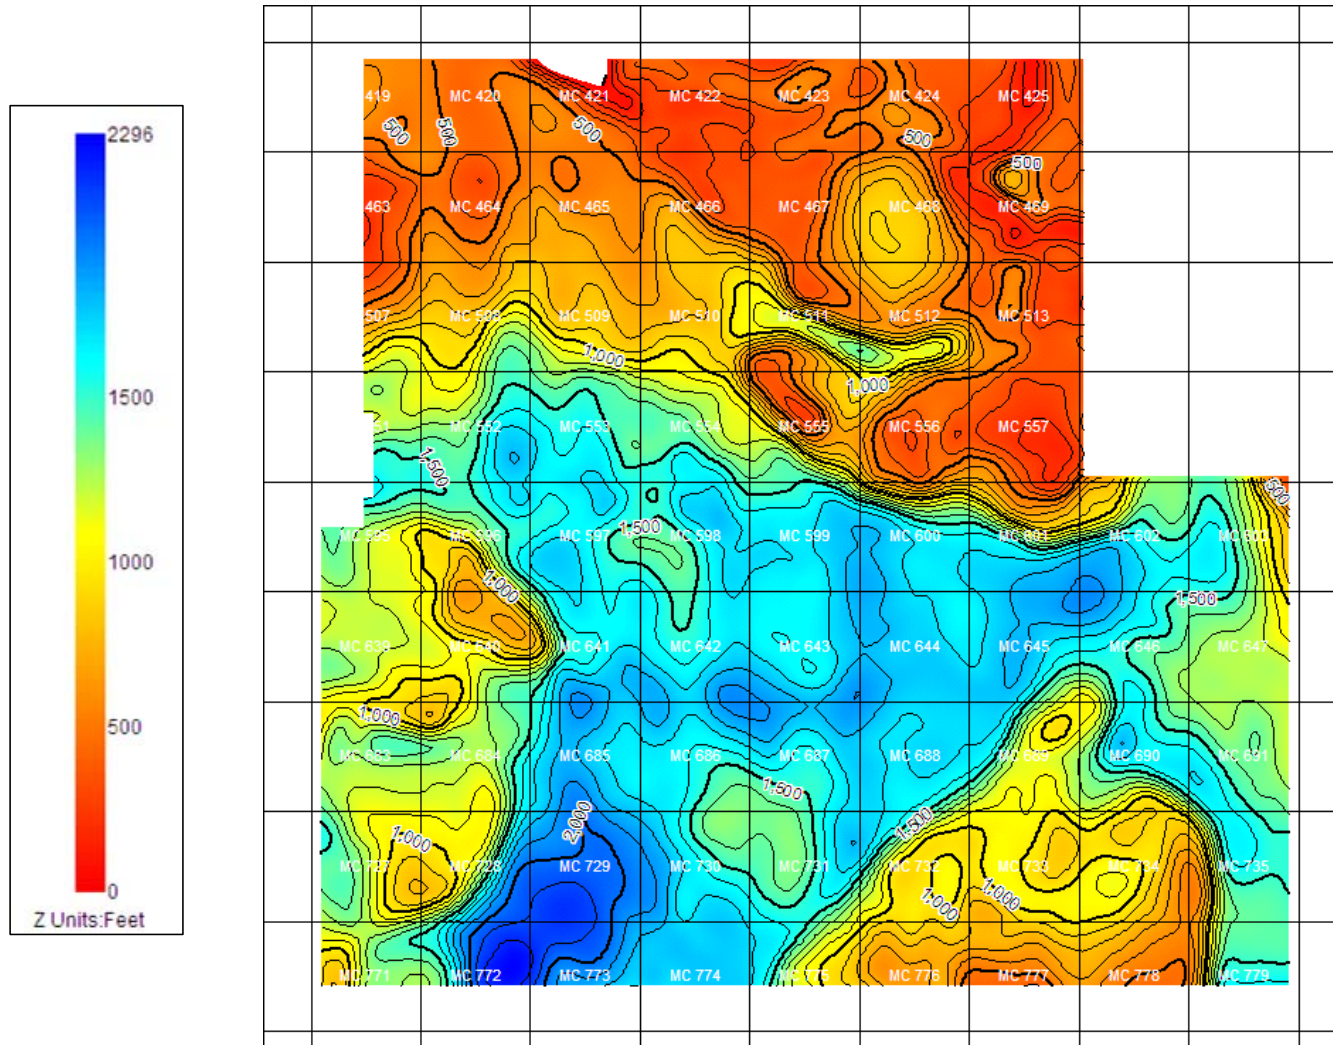 2296
1500
1000
500
0
Z Units:Feet
419 MC 420 MC 421 MC 422 MC 423 MC 424 MC 425
500 500 500 500
500
463 MC 464 MC 465 MC 466 MC 467 MC 468 MC 469
507 MC 508 MC 509 MC 510 MC 511 MC 512 MC 513
1,000
1,000
51 MC 552 MC 553 MC 554 MC 555 MC 556 MC 557
1,500
500
MC 595 MC 596 MC 597 1,500 MC 598 MC 599 MC 600 MC 601 MC 602 MC 603
1,000 1,500
MC 639 MC 640 MC 641 MC 642 MC 643 MC 644 MC 645 MC 646 MC 647
1,000
MC 683 MC 684 MC 685 MC 686 MC 687 MC 688 MC 689 MC 690 MC 691
1,500
1,000 2,000 1,500
MC 727 MC 728 MC 729 MC 730 MC 731 MC 732 MC 733 MC 734 MC 735
1,000 1,000
MC 771 MC 772 MC 773 MC 774 MC 775 MC 776 MC 777 MC 778 MC 779